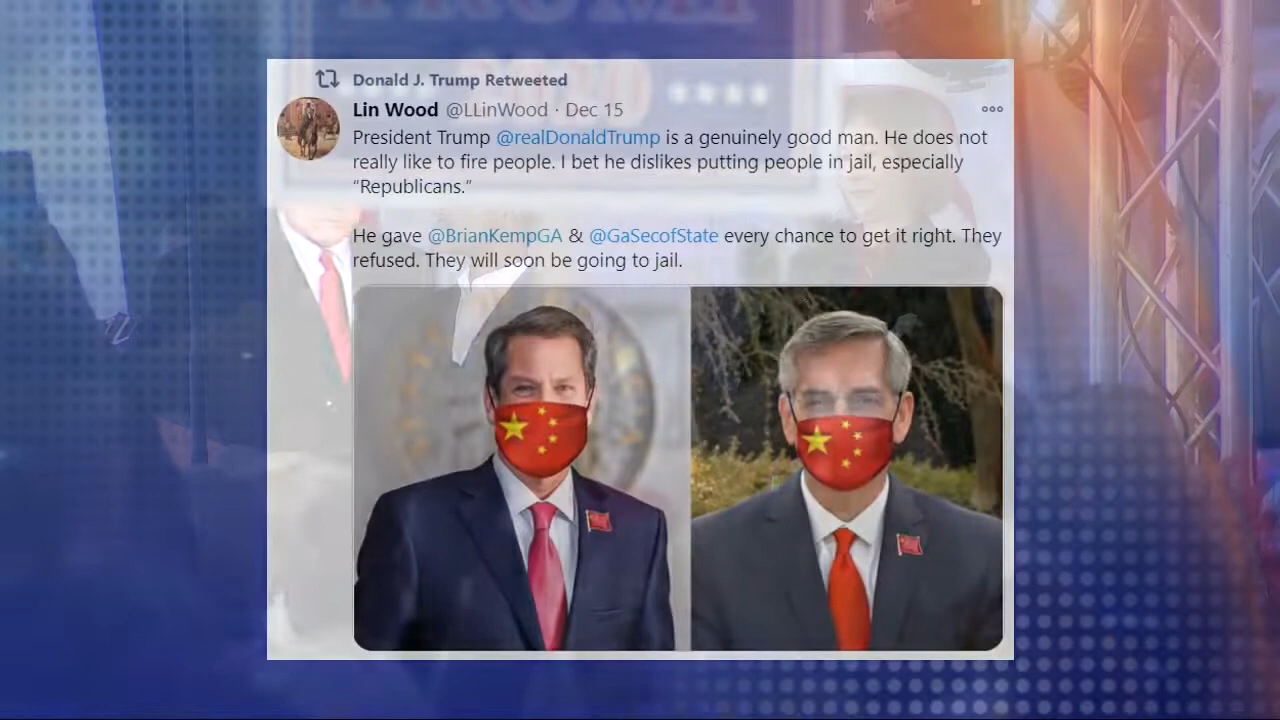 TRUMP
Donald J. Trump Retweeted
Lin Wood @LLinWood · Dec 15
President Trump @realDonaldTrump is a genuinely good man. He does not
really like to fire people. I bet he dislikes putting people in jail, especially
“Republicans.”
He gave @BrianKempGA & @GaSecofState every chance to get it right. They
refused. They will soon be going to jail.